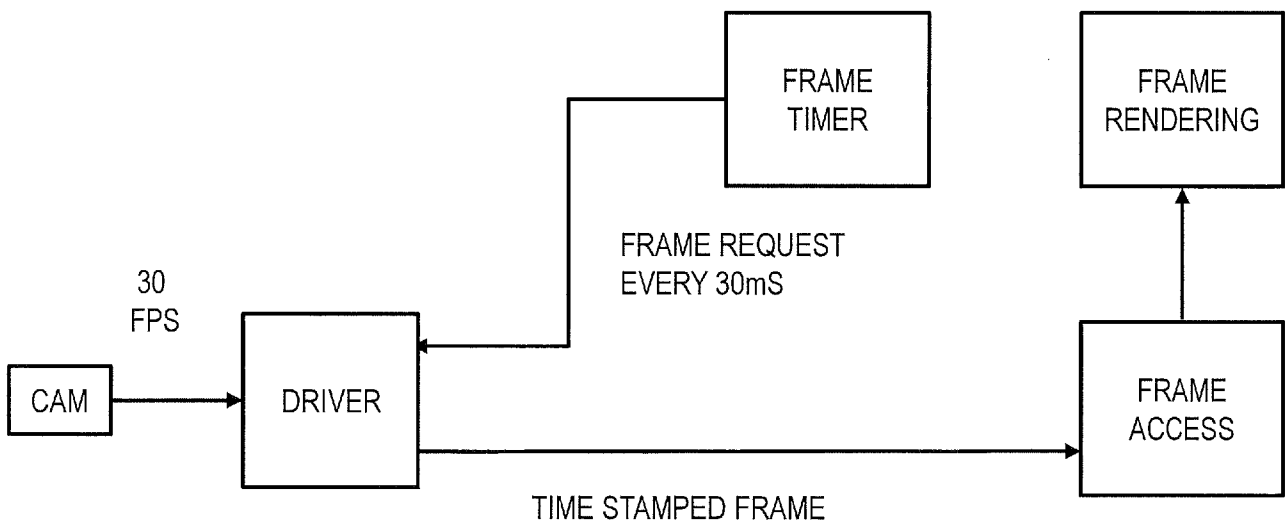 FRAME
TIMER
FRAME
RENDERING
FRAME REQUEST
EVERY 30mS
30
FPS
CAM
DRIVER
FRAME
ACCESS
TIME STAMPED FRAME